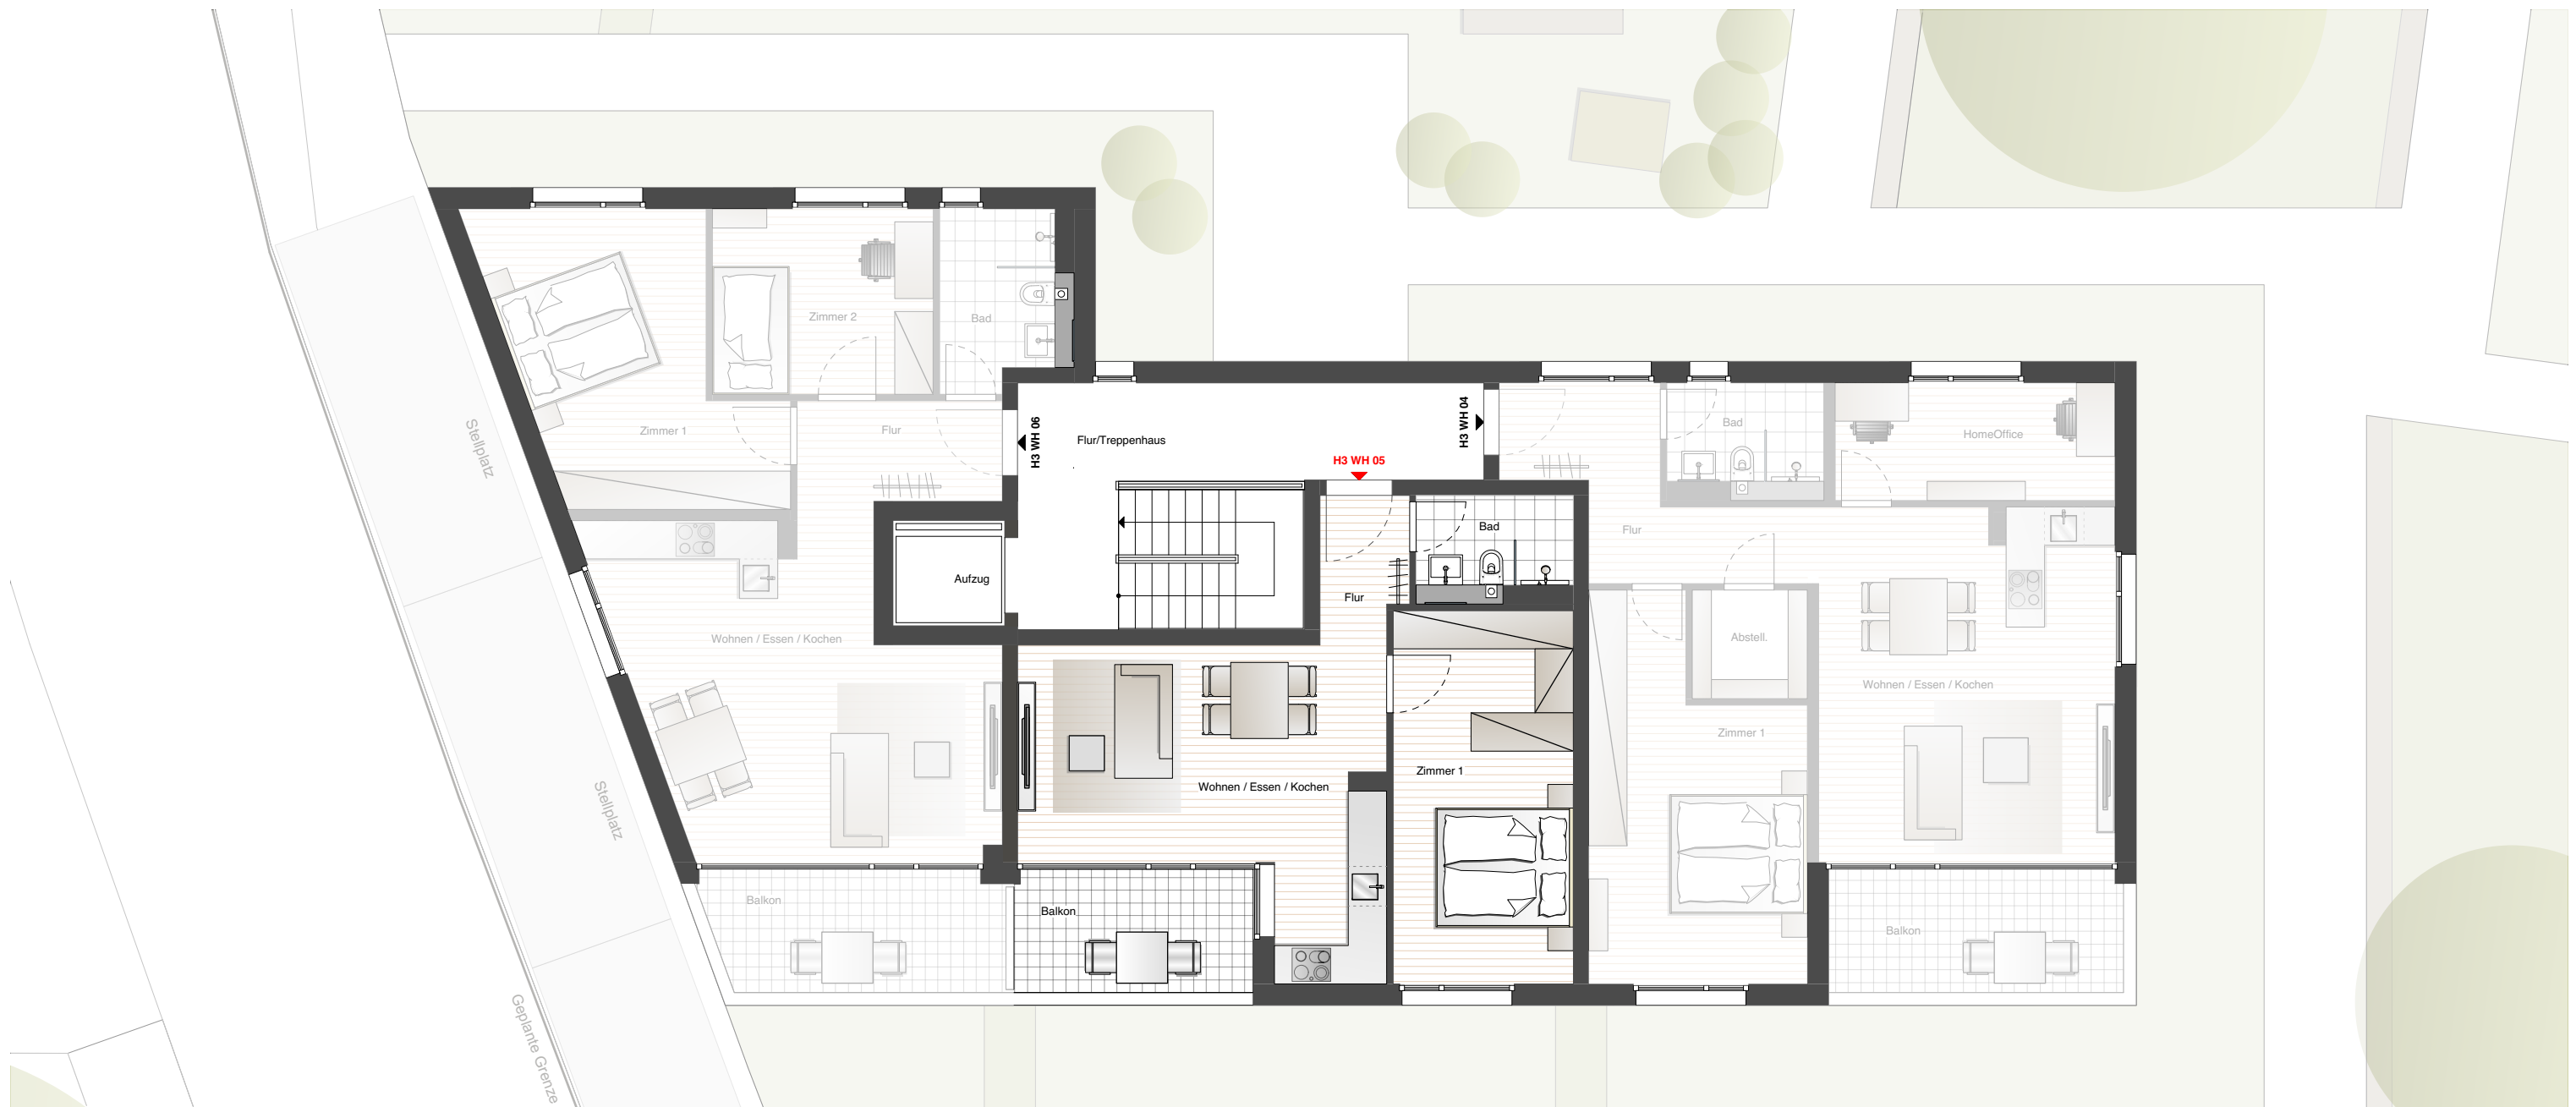 Zimmer 2
Bad
Stellplatz
Zimmer 1
Flur
H3 WH 06
Flur/Treppenhaus
H3 WH 05
H3 WH 04
Bad
HomeOffice
Bad
Flur
Aufzug
Flur
Wohnen / Essen / Kochen
Abstell.
Wohnen / Essen / Kochen
Zimmer 1
Zimmer 1
Wohnen / Essen / Kochen
Stellplatz
Balkon
Balkon
Balkon
Geplante Grenze